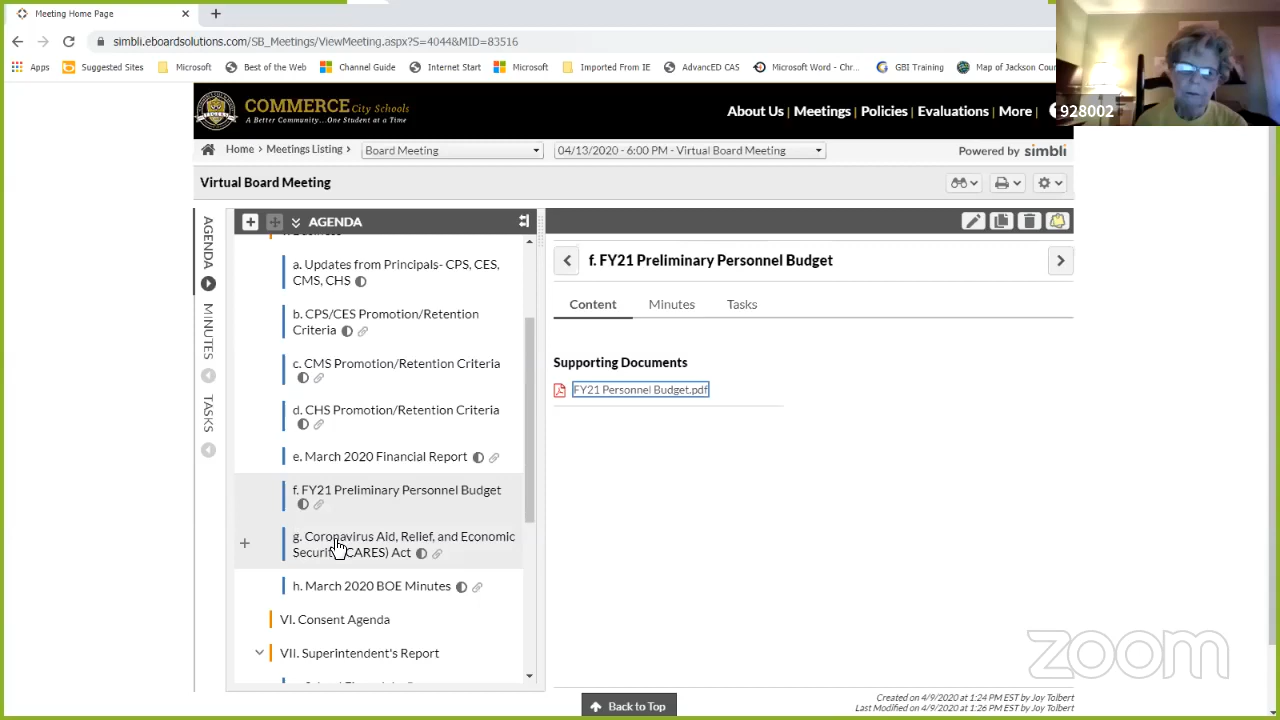 Meeting Home Page
simbli.eboardsolutions.com/SB_Meetings/ViewMeeting.aspx?S=4044&MID=83516
Apps Suggested Sites Microsoft Best of the Web Channel Guide Internet Start Microsoft Imported From IE AdvancED CAS Microsoft Word - Chr... GBI Training Map of Jackson Coun
928002
COMMERCE City Schools
A Better Community...One Student at a Time
About Us | Meetings | Policies | Evaluations | More |
Home > Meetings Listing > Board Meeting 04/13/2020 - 6:00 PM - Virtual Board Meeting Powered by simbli
Virtual Board Meeting
AGENDA
MINUTES
TASKS
AGENDA
a. Updates from Principals- CPS, CES,
CMS, CHS
b. CPS/CES Promotion/Retention
Criteria
c. CMS Promotion/Retention Criteria
d. CHS Promotion/Retention Criteria
e. March 2020 Financial Report
f. FY21 Preliminary Personnel Budget
g. Coronavirus Aid, Relief, and Economic
Security (CARES) Act
h. March 2020 BOE Minutes
VI. Consent Agenda
VII. Superintendent's Report
f. FY21 Preliminary Personnel Budget
Content Minutes Tasks
Supporting Documents
FY21 Personnel Budget.pdf
zoom
Back to Top
Created on 4/9/2020 at 1:24 PM EST by Joy Tolbert
Last Modified on 4/9/2020 at 1:26 PM EST by Joy Tolbert